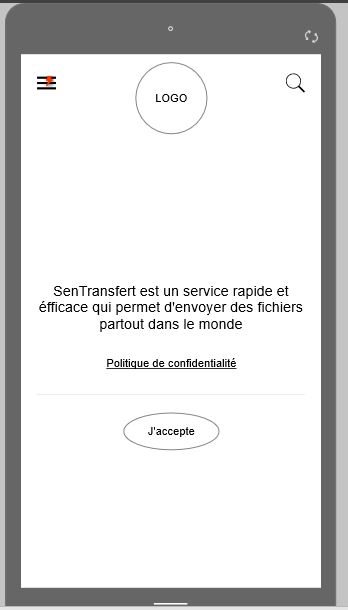 LOGO
SenTransfert est un service rapide et
éfficace qui permet d'envoyer des fichiers
partout dans le monde
Politique de confidentialité
J'accepte